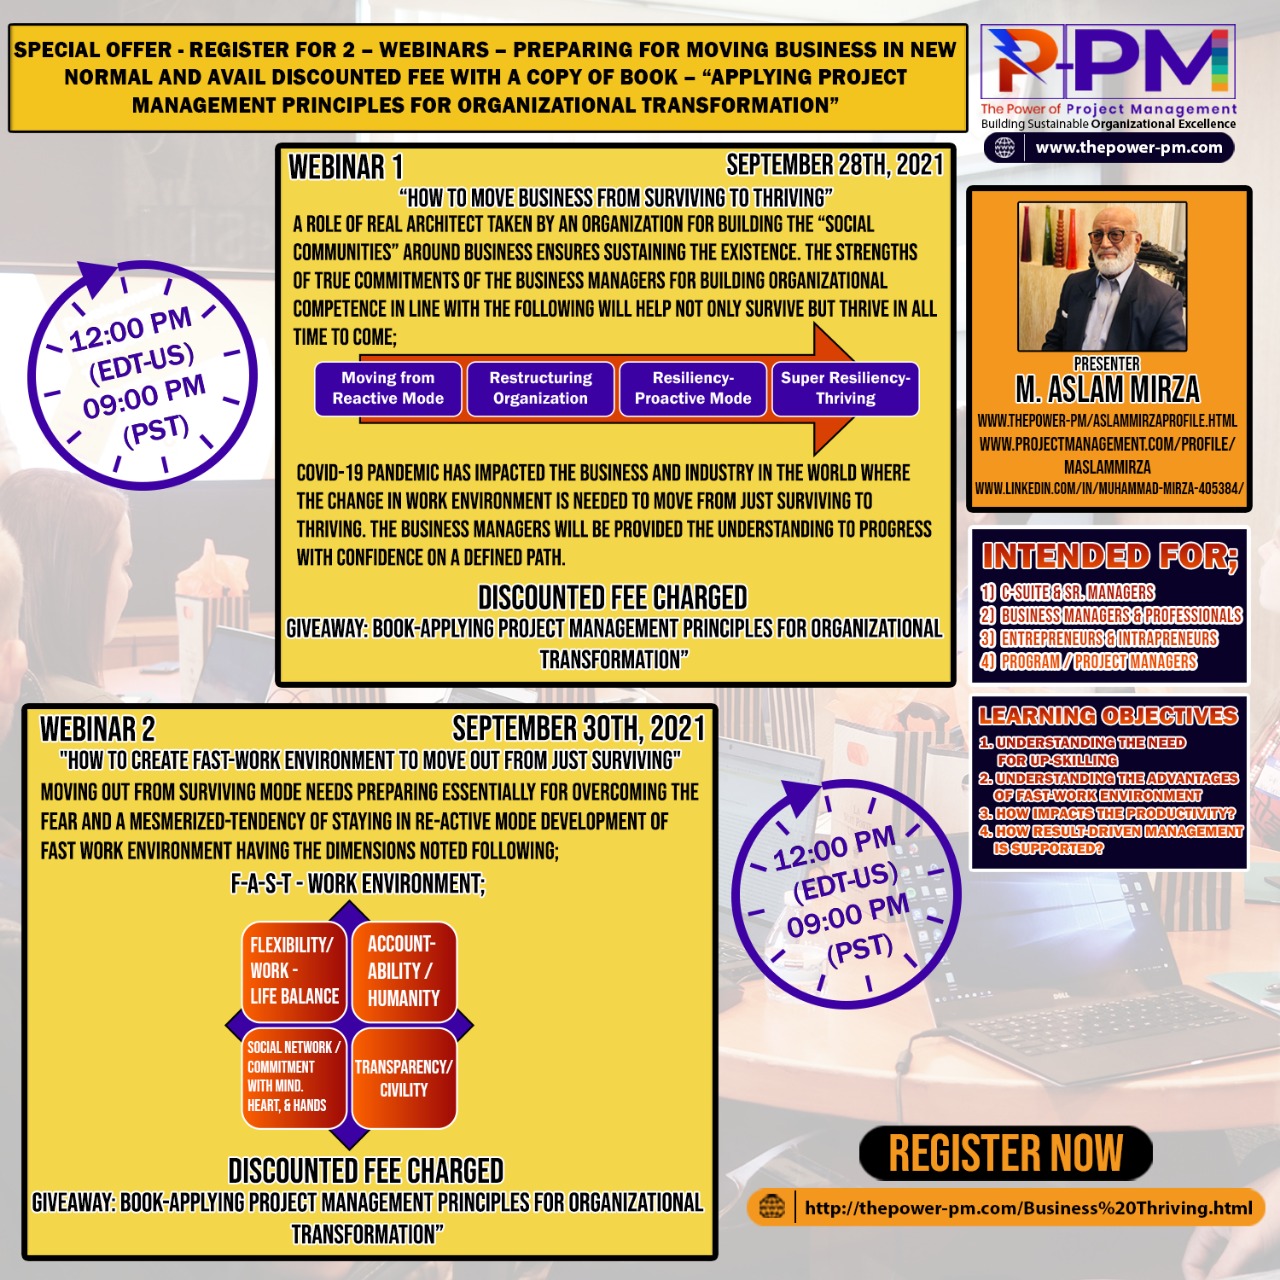 SPECIAL OFFER - REGISTER FOR 2 – WEBINARS – PREPARING FOR MOVING BUSINESS IN NEW
NORMAL AND AVAIL DISCOUNTED FEE WITH A COPY OF BOOK – “APPLYING PROJECT
MANAGEMENT PRINCIPLES FOR ORGANIZATIONAL TRANSFORMATION”
P-PM
The Power of Project Management
Building Sustainable Organizational Excellence
www.thepower-pm.com
WEBINAR 1 SEPTEMBER 28TH, 2021
“HOW TO MOVE BUSINESS FROM SURVIVING TO THRIVING”
A ROLE OF REAL ARCHITECT TAKEN BY AN ORGANIZATION FOR BUILDING THE “SOCIAL
COMMUNITIES” AROUND BUSINESS ENSURES SUSTAINING THE EXISTENCE. THE STRENGTHS
OF TRUE COMMITMENTS OF THE BUSINESS MANAGERS FOR BUILDING ORGANIZATIONAL
COMPETENCE IN LINE WITH THE FOLLOWING WILL HELP NOT ONLY SURVIVE BUT THRIVE IN ALL
TIME TO COME;
Moving from
Reactive Mode
Restructuring
Organization
Resiliency-
Proactive Mode
Super Resiliency-
Thriving
COVID-19 PANDEMIC HAS IMPACTED THE BUSINESS AND INDUSTRY IN THE WORLD WHERE
THE CHANGE IN WORK ENVIRONMENT IS NEEDED TO MOVE FROM JUST SURVIVING TO
THRIVING. THE BUSINESS MANAGERS WILL BE PROVIDED THE UNDERSTANDING TO PROGRESS
WITH CONFIDENCE ON A DEFINED PATH.
DISCOUNTED FEE CHARGED
GIVEAWAY: BOOK-APPLYING PROJECT MANAGEMENT PRINCIPLES FOR ORGANIZATIONAL
TRANSFORMATION”
12:00 PM
(EDT-US)
09:00 PM
(PST)
PRESENTER
M. ASLAM MIRZA
WWW.THEPOWER-PM/ASLAMMIRZAPROFILE.HTML
WWW.PROJECTMANAGEMENT.COM/PROFILE/
MASLAMMIRZA
WWW.LINKEDIN.COM/IN/MUHAMMAD-MIRZA-405384/
INTENDED FOR;
1) C-SUITE & SR. MANAGERS
2) BUSINESS MANAGERS & PROFESSIONALS
3) ENTREPRENEURS & INTRAPRENEURS
4) PROGRAM / PROJECT MANAGERS
LEARNING OBJECTIVES
1. UNDERSTANDING THE NEED
FOR UP-SKILLING
2. UNDERSTANDING THE ADVANTAGES
OF FAST-WORK ENVIRONMENT
3. HOW IMPACTS THE PRODUCTIVITY?
4. HOW RESULT-DRIVEN MANAGEMENT
IS SUPPORTED?
WEBINAR 2 SEPTEMBER 30TH, 2021
"HOW TO CREATE FAST-WORK ENVIRONMENT TO MOVE OUT FROM JUST SURVIVING"
MOVING OUT FROM SURVIVING MODE NEEDS PREPARING ESSENTIALLY FOR OVERCOMING THE
FEAR AND A MESMERIZED-TENDENCY OF STAYING IN RE-ACTIVE MODE DEVELOPMENT OF
FAST WORK ENVIRONMENT HAVING THE DIMENSIONS NOTED FOLLOWING;
F-A-S-T - WORK ENVIRONMENT;
FLEXIBILITY/
WORK -
LIFE BALANCE
ACCOUNT-
ABILITY /
HUMANITY
SOCIAL NETWORK /
COMMITMENT
WITH MIND.
HEART, & HANDS
TRANSPARENCY/
CIVILITY
DISCOUNTED FEE CHARGED
GIVEAWAY: BOOK-APPLYING PROJECT MANAGEMENT PRINCIPLES FOR ORGANIZATIONAL
TRANSFORMATION”
12:00 PM
(EDT-US)
09:00 PM
(PST)
DELL
REGISTER NOW
http://thepower-pm.com/Business%20Thriving.html